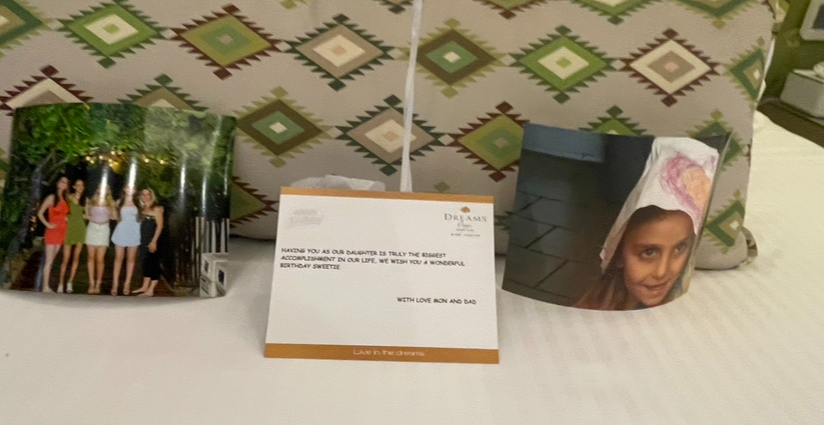 DREAMS
HAVING YOU AS OUR DAUGHTER IS TRULY THE BIGGEST
ACCOMPLISHMENT IN OUR LIFE, WE WISH YOU A WONDERFUL
BIRTHDAY SWEETIE
WITH LOVE MON AND DAD
Live in the dreams